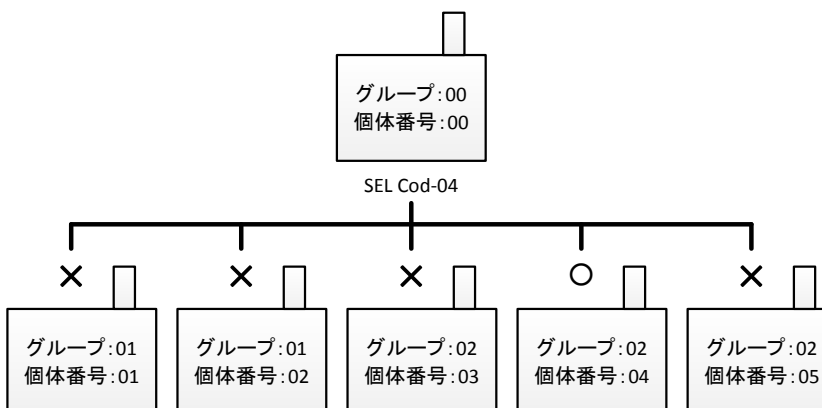 グループ:00
個体番号:00
SEL Cod-04
× × × ○ ×
グループ:01
個体番号:01
グループ:01
個体番号:02
グループ:02
個体番号:03
グループ:02
個体番号:04
グループ:02
個体番号:05